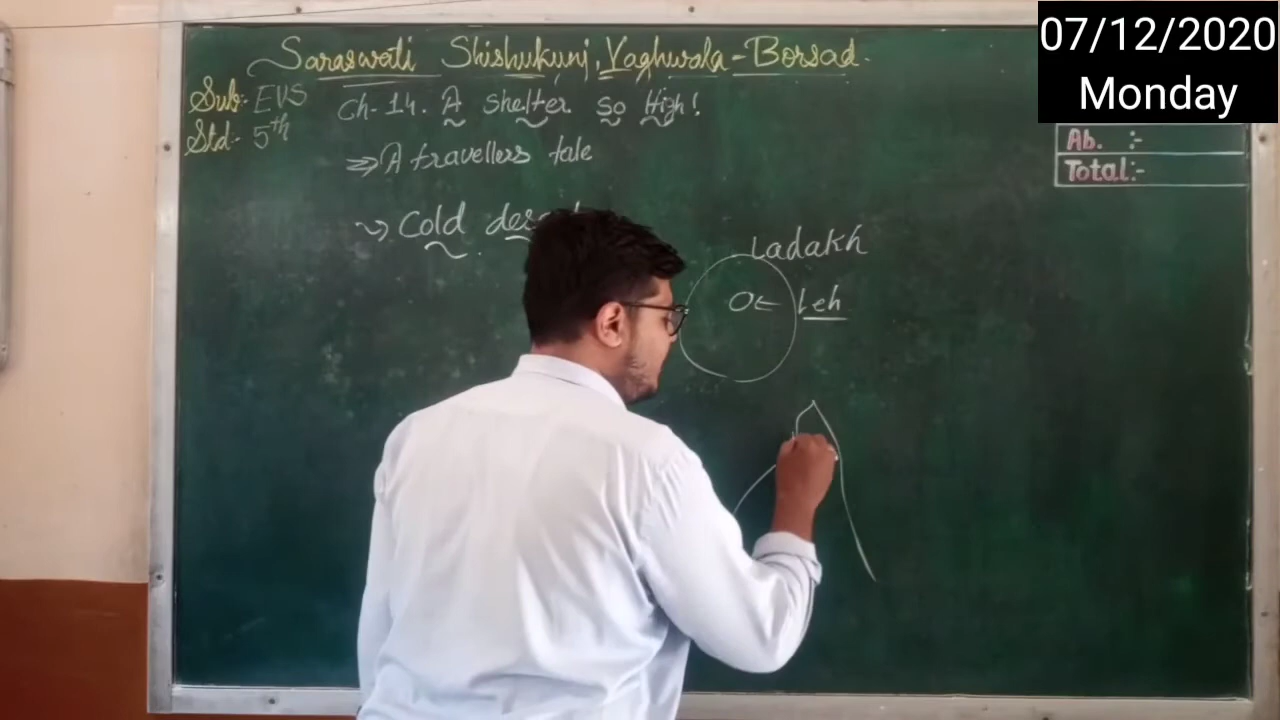 07/12/2020
Monday
Saraswati Shishukunj, Vaghwala - Borsad.
Sub:- EVS
Std:- 5th
Ch-14. A shelter so High!
⇒ A travellers tale
Cold
Ladakh
O ← Leh
Ab. :-
Total:-